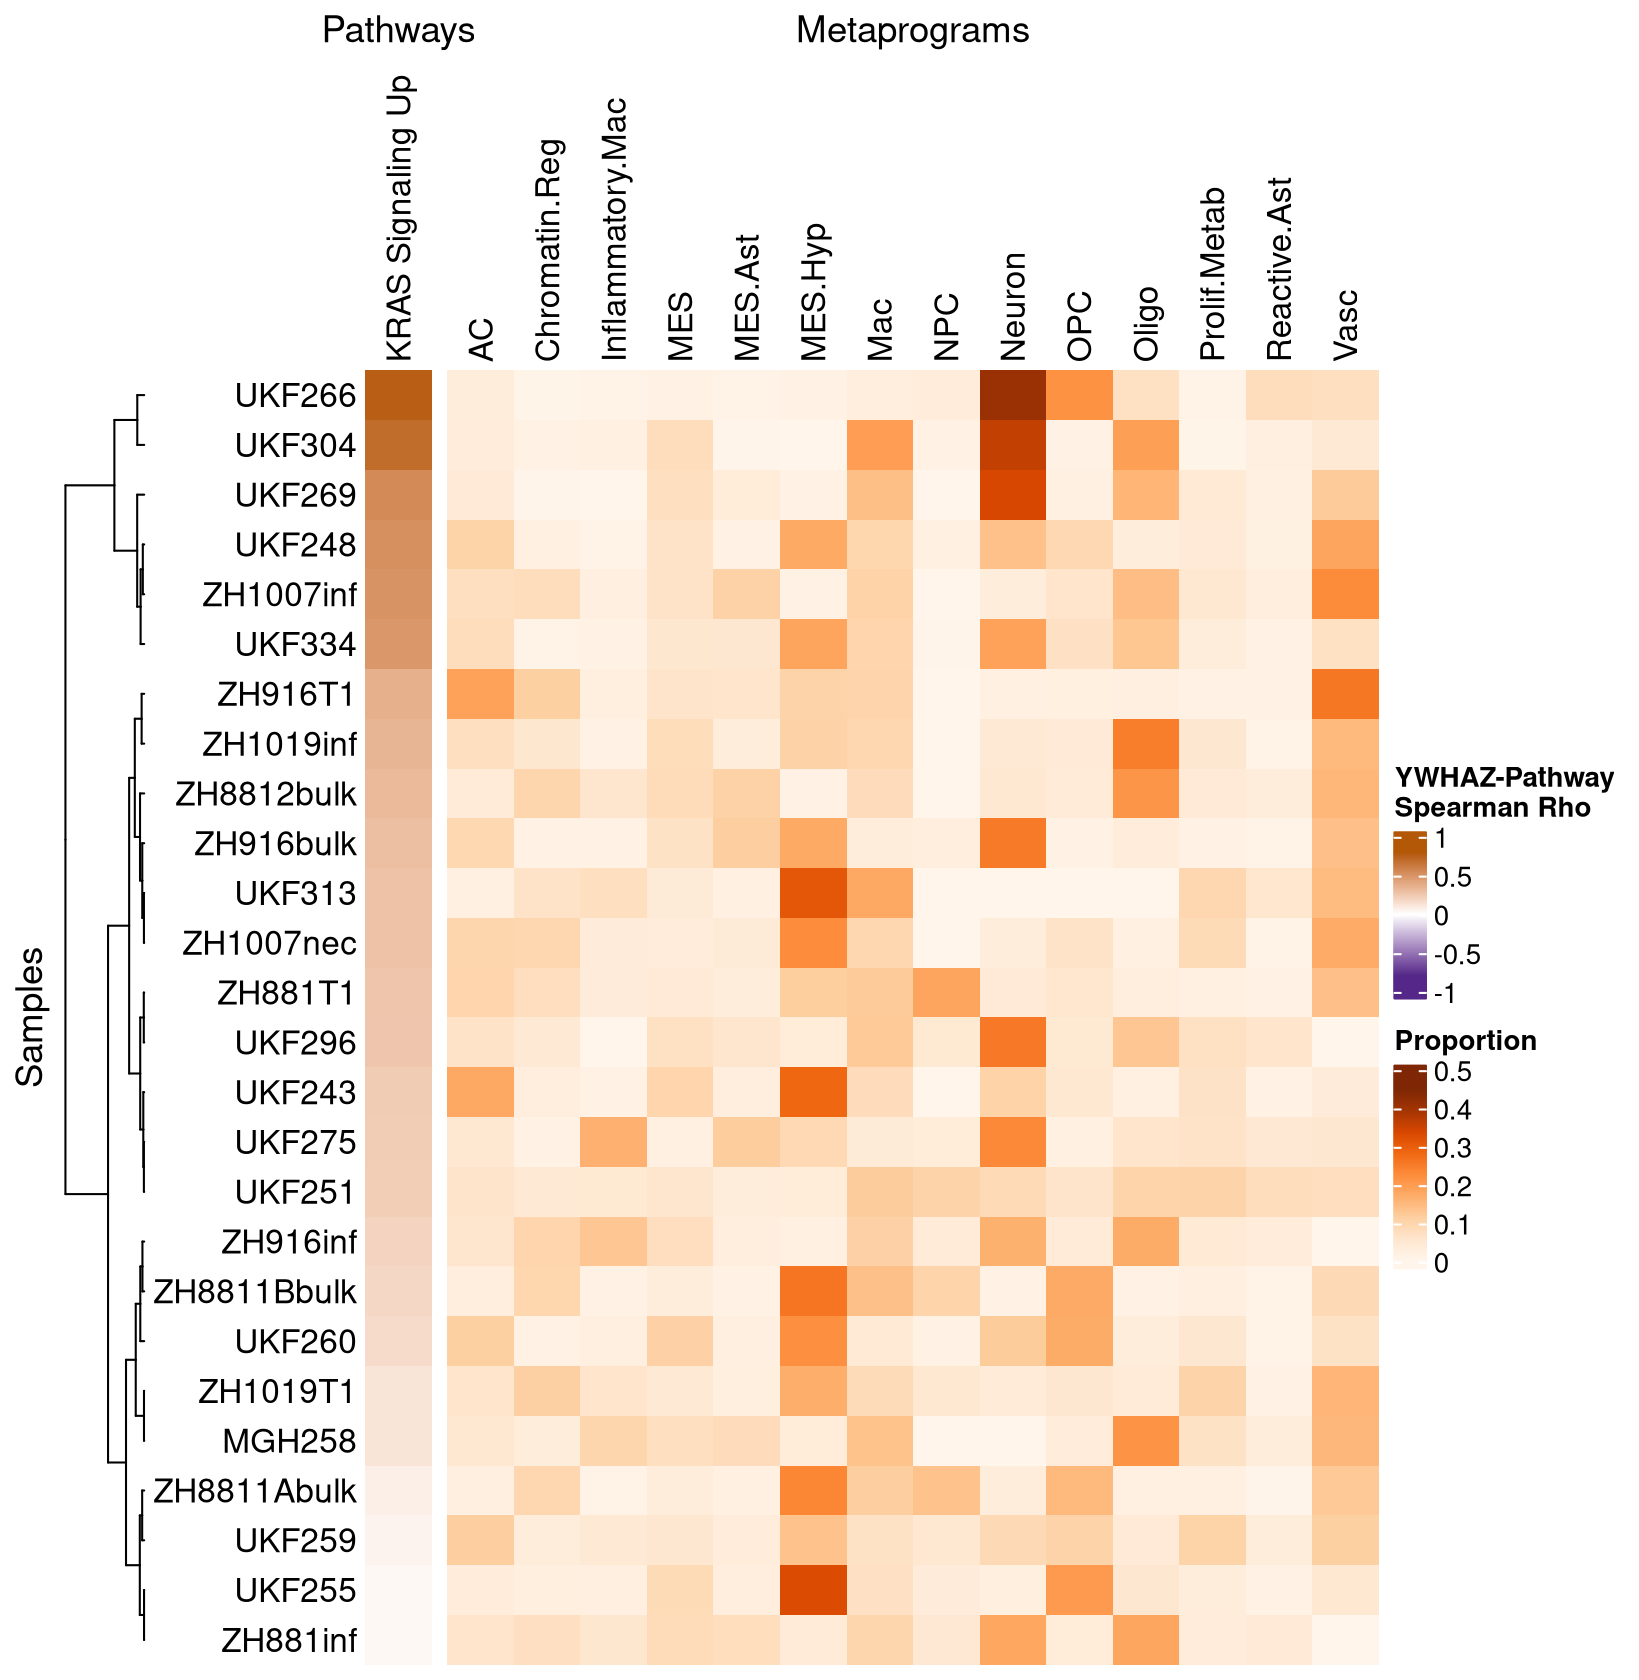 Pathways
Metaprograms
KRAS Signaling Up
AC
Chromatin.Reg
Inflammatory.Mac
MES
MES.Ast
MES.Hyp
Mac
NPC
Neuron
OPC
Oligo
Prolif.Metab
Reactive.Ast
Vasc
Samples
UKF266
UKF304
UKF269
UKF248
ZH1007inf
UKF334
ZH916T1
ZH1019inf
ZH8812bulk
ZH916bulk
UKF313
ZH1007nec
ZH881T1
UKF296
UKF243
UKF275
UKF251
ZH916inf
ZH8811Bbulk
UKF260
ZH1019T1
MGH258
ZH8811Abulk
UKF259
UKF255
ZH881inf
YWHAZ-Pathway
Spearman Rho
1
0.5
0
-0.5
-1
Proportion
0.5
0.4
0.3
0.2
0.1
0